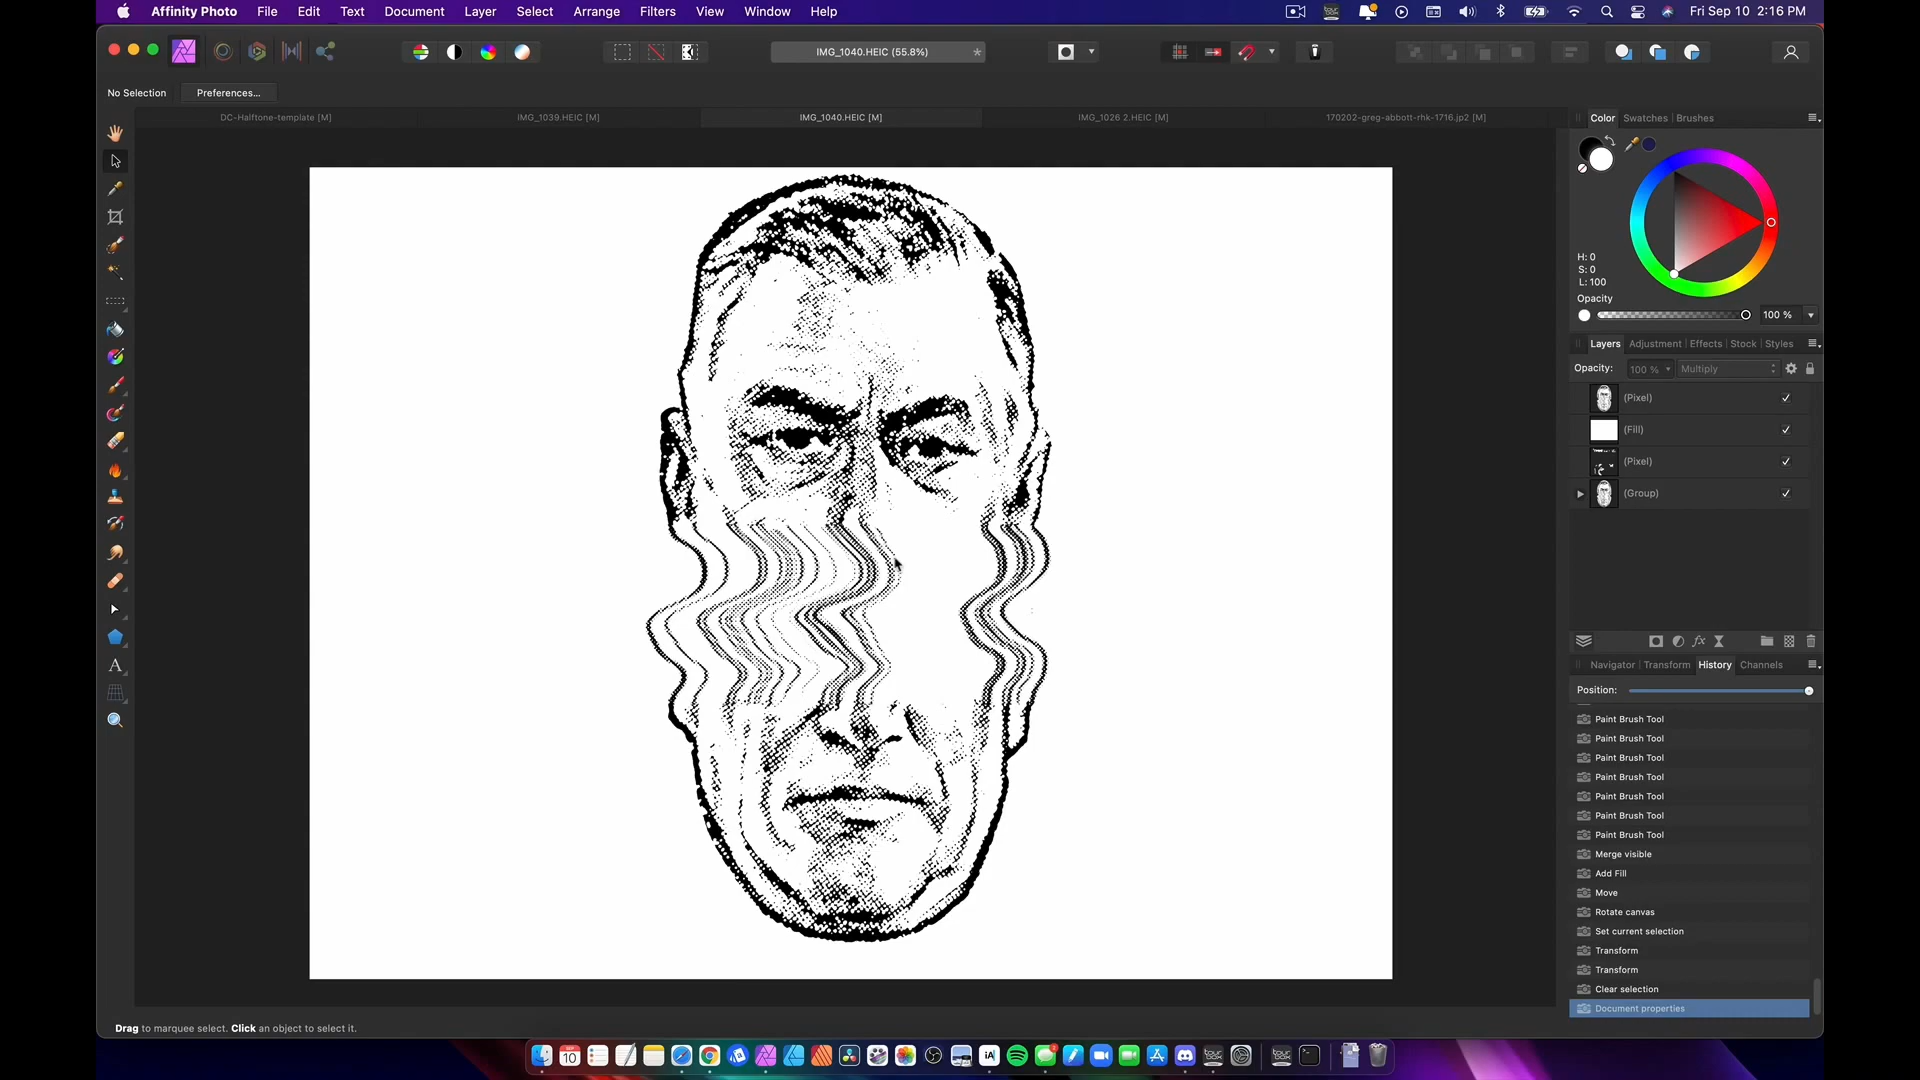 Affinity Photo File Edit Text Document Layer Select Arrange Filters View Window Help Fri Sep 10 2:16 PM
IMG_1040.HEIC (55.8%)
No Selection Preferences...
DC-Halftone-template [M] IMG_1039.HEIC [M] IMG_1040.HEIC [M] IMG_1026 2.HEIC [M] 170202-greg-abbott-rhk-1716.jp2 [M]
Color Swatches Brushes
H: 0
S: 0
L: 100
Opacity
100 %
Layers Adjustment Effects Stock Styles
Opacity: 100 % Multiply
(Pixel)
(Fill)
(Pixel)
(Group)
Navigator Transform History Channels
Position:
Paint Brush Tool
Paint Brush Tool
Paint Brush Tool
Paint Brush Tool
Paint Brush Tool
Paint Brush Tool
Paint Brush Tool
Merge visible
Add Fill
Move
Rotate canvas
Set current selection
Transform
Transform
Clear selection
Document properties
Drag to marquee select. Click an object to select it.